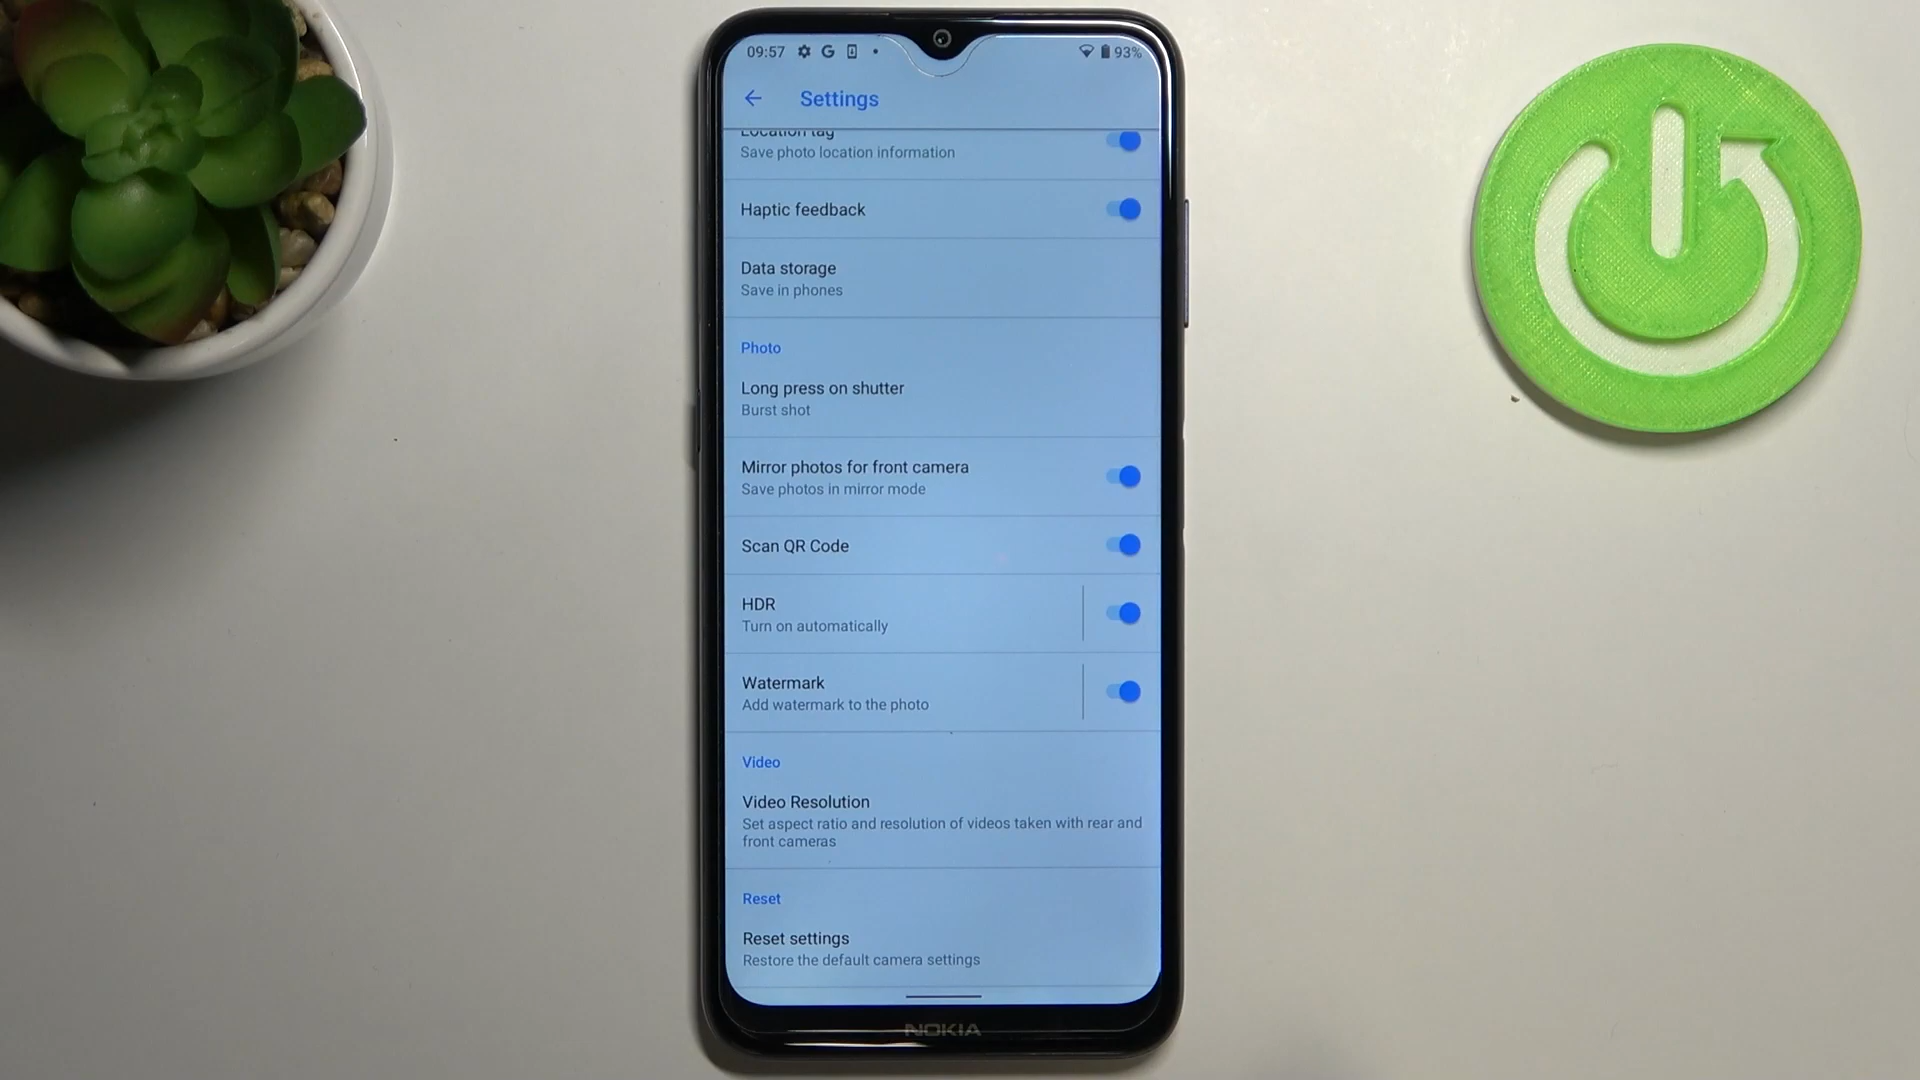 09:57 93%
Settings
Location tag
Save photo location information
Haptic feedback
Data storage
Save in phones
Photo
Long press on shutter
Burst shot
Mirror photos for front camera
Save photos in mirror mode
Scan QR Code
HDR
Turn on automatically
Watermark
Add watermark to the photo
Video
Video Resolution
Set aspect ratio and resolution of videos taken with rear and
front cameras
Reset
Reset settings
Restore the default camera settings
NOKIA